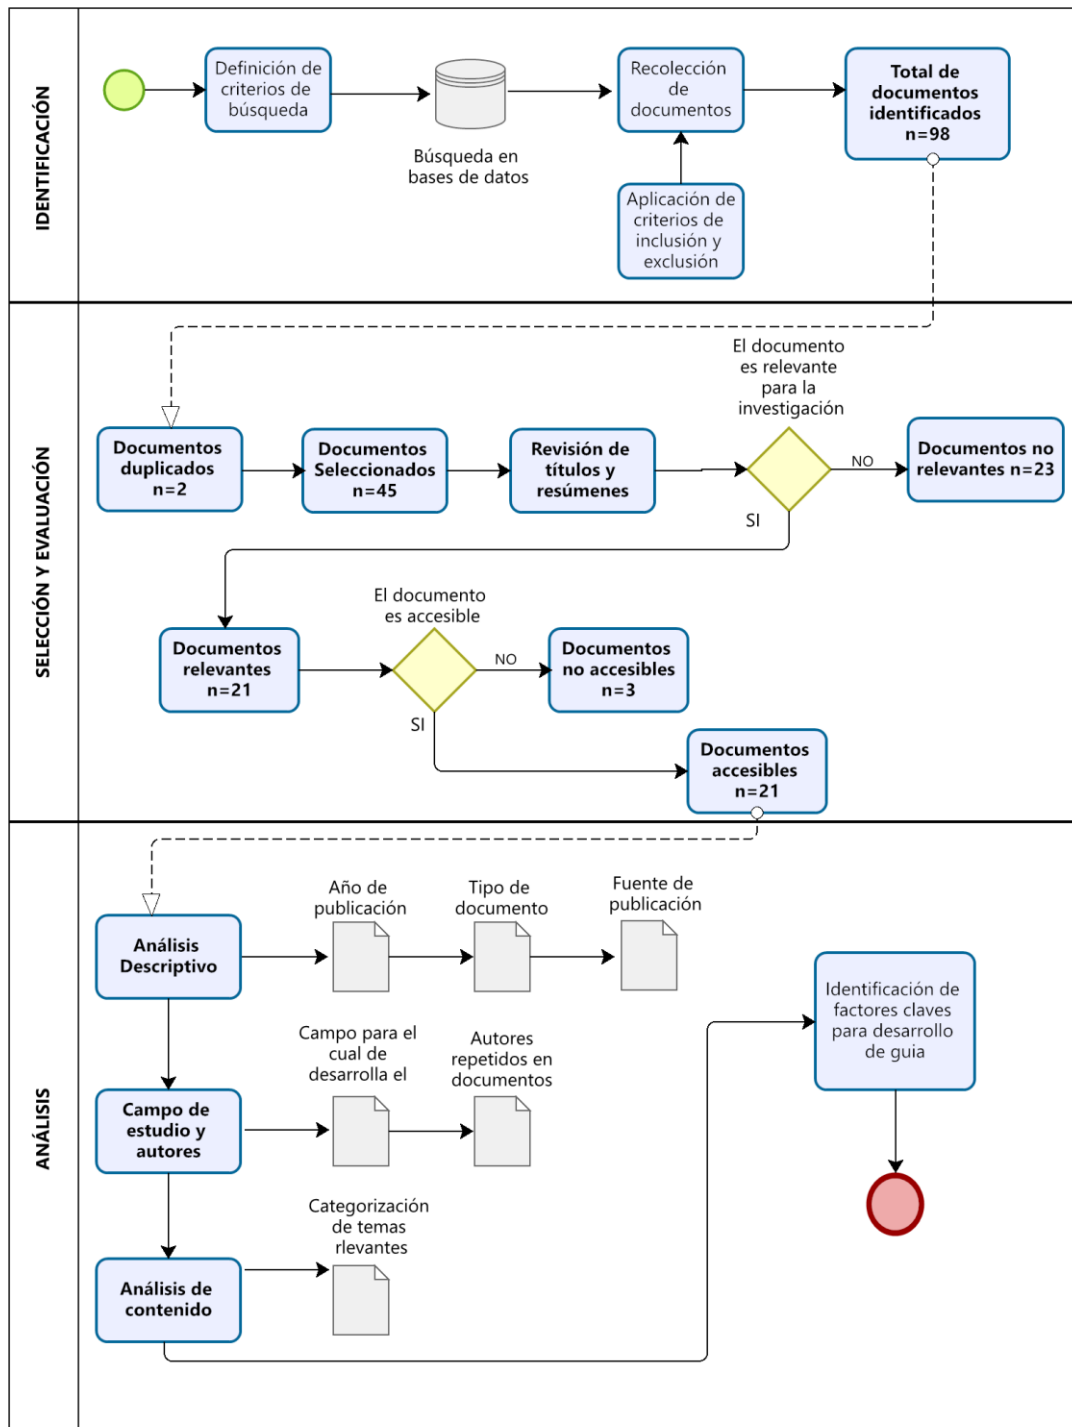 IDENTIFICACIÓN
Definición de
criterios de
búsqueda
Búsqueda en
bases de datos
Recolección
de
documentos
Aplicación de
criterios de
inclusión y
exclusión
Total de
documentos
identificados
n=98
SELECCIÓN Y EVALUACIÓN
Documentos
duplicados
n=2
Documentos
Seleccionados
n=45
Revisión de
títulos y
resúmenes
El documento
es relevante
para la
investigación
NO
Documentos no
relevantes n=23
SI
Documentos
relevantes
n=21
El documento
es accesible
NO
Documentos
no accesibles
n=3
SI
Documentos
accesibles
n=21
ANÁLISIS
Análisis
Descriptivo
Año de
publicación
Tipo de
documento
Fuente de
publicación
Campo de
estudio y
autores
Campo para el
cual de
desarrolla el
Autores
repetidos en
documentos
Análisis de
contenido
Categorización
de temas
rlevantes
Identificación de
factores claves
para desarrollo
de guia